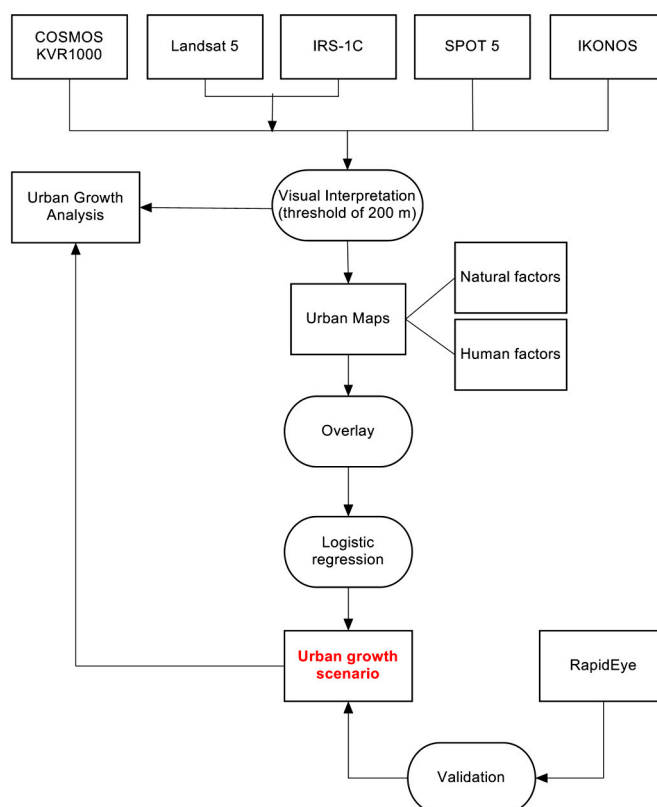 COSMOS
KVR1000
Landsat 5
IRS-1C
SPOT 5
IKONOS
Visual Interpretation
(threshold of 200 m)
Urban Growth
Analysis
Natural factors
Urban Maps
Human factors
Overlay
Logistic
regression
Urban growth
scenario
RapidEye
Validation